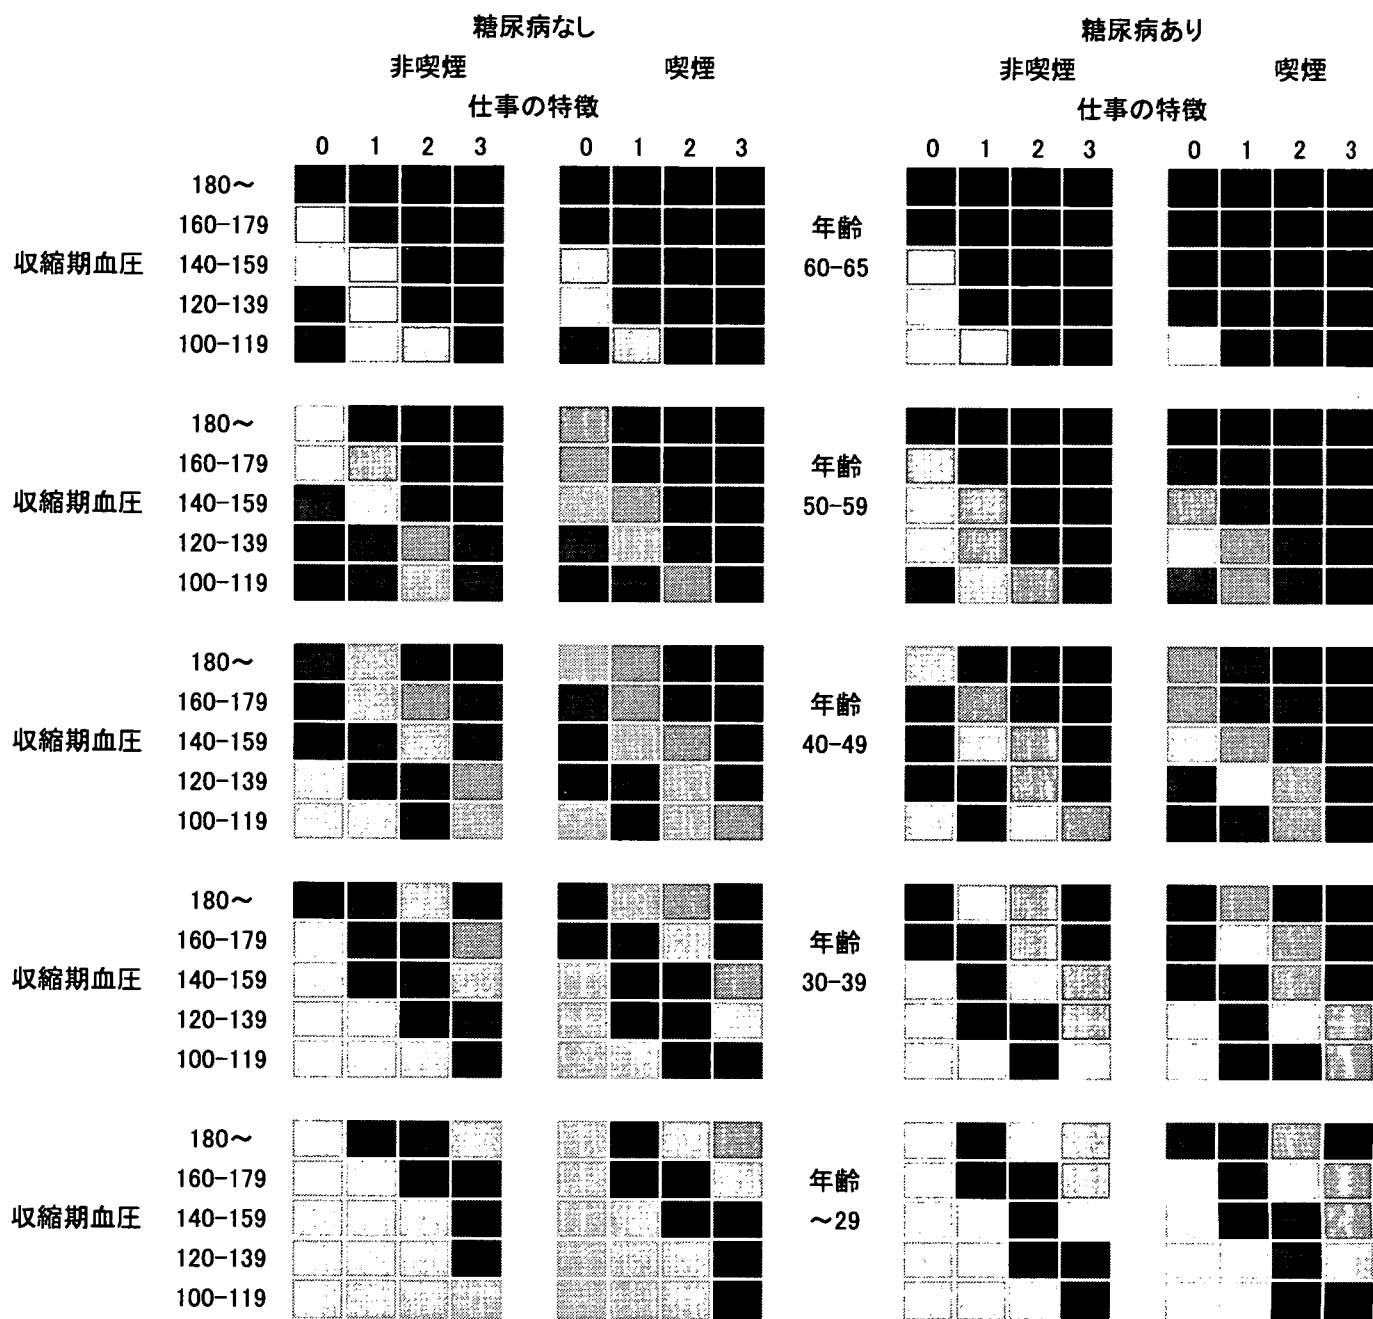 糖尿病なし 糖尿病あり
非喫煙 喫煙 非喫煙 喫煙
仕事の特徴 仕事の特徴
0 1 2 3 0 1 2 3 0 1 2 3 0 1 2 3
180～
160-179 年齢
収縮期血圧 140-159 60-65
120-139
100-119
180～
160-179 年齢
収縮期血圧 140-159 50-59
120-139
100-119
180～
160-179 年齢
収縮期血圧 140-159 40-49
120-139
100-119
180～
160-179 年齢
収縮期血圧 140-159 30-39
120-139
100-119
180～
160-179 年齢
収縮期血圧 140-159 ～29
120-139
100-119